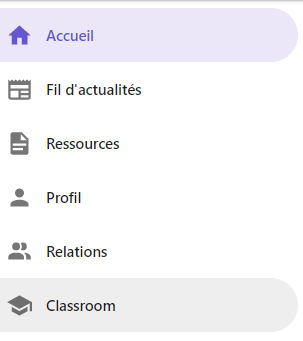 Accueil
Fil d'actualités
Ressources
Profil
Relations
Classroom